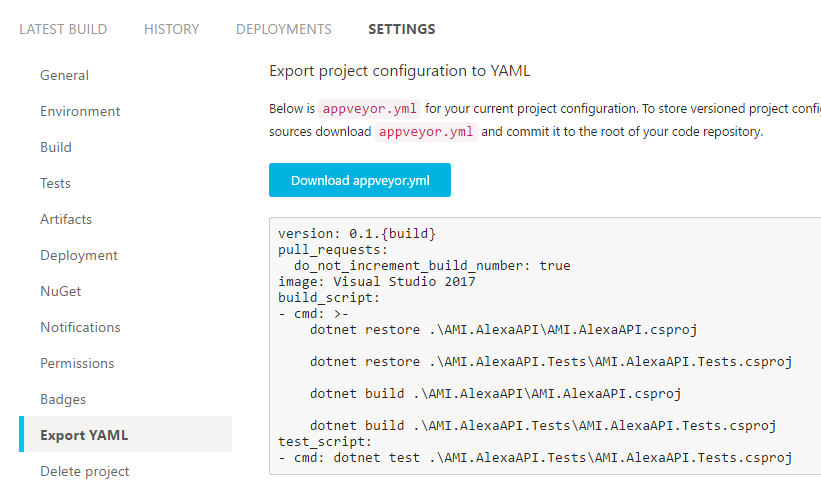 LATEST BUILD HISTORY DEPLOYMENTS SETTINGS
General
Environment
Build
Tests
Artifacts
Deployment
NuGet
Notifications
Permissions
Badges
Export YAML
Delete project
Export project configuration to YAML
Below is appveyor.yml for your current project configuration. To store versioned project confi
sources download appveyor.yml and commit it to the root of your code repository.
Download appveyor.yml
version: 0.1.{build}
pull_requests:
  do_not_increment_build_number: true
image: Visual Studio 2017
build_script:
- cmd: >-
    dotnet restore .\AMI.AlexaAPI\AMI.AlexaAPI.csproj
    dotnet restore .\AMI.AlexaAPI.Tests\AMI.AlexaAPI.Tests.csproj
    dotnet build .\AMI.AlexaAPI\AMI.AlexaAPI.csproj
    dotnet build .\AMI.AlexaAPI.Tests\AMI.AlexaAPI.Tests.csproj
test_script:
- cmd: dotnet test .\AMI.AlexaAPI.Tests\AMI.AlexaAPI.Tests.csproj